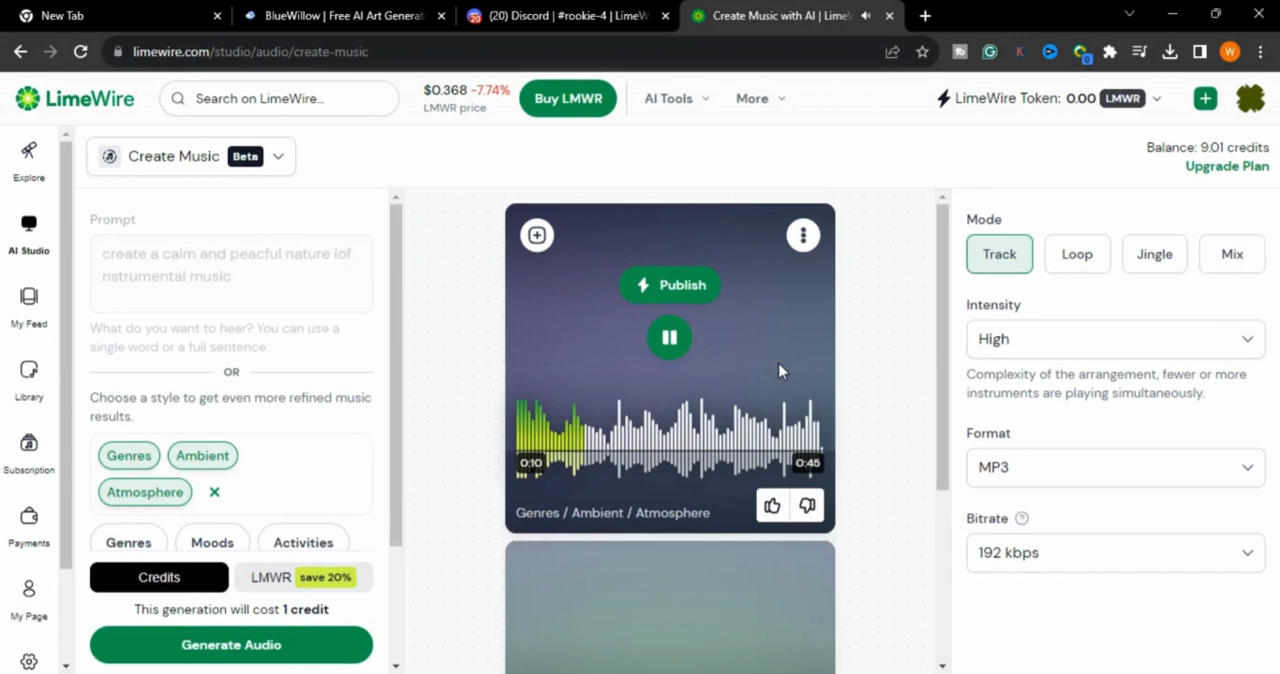 New Tab
BlueWillow | Free AI Art Generat
(20) Discord | #rookie-4 | LimeW
Create Music with AI | LimeW
limewire.com/studio/audio/create-music
LimeWire
Search on LimeWire...
$0.368 -7.74%
LMWR price
Buy LMWR
AI Tools
More
LimeWire Token: 0.00 LMWR
Explore
AI Studio
My Feed
Library
Subscription
Payments
My Page
Create Music Beta
Balance: 9.01 credits
Upgrade Plan
Prompt
create a calm and peacful nature iof
nstrumental music
What do you want to hear? You can use a
single word or a full sentence.
OR
Choose a style to get even more refined music
results.
Genres Ambient
Atmosphere
Genres Moods Activities
Credits LMWR save 20%
This generation will cost 1 credit
Generate Audio
Publish
0:10 0:45
Genres / Ambient / Atmosphere
Mode
Track Loop Jingle Mix
Intensity
High
Complexity of the arrangement, fewer or more
instruments are playing simultaneously.
Format
MP3
Bitrate
192 kbps